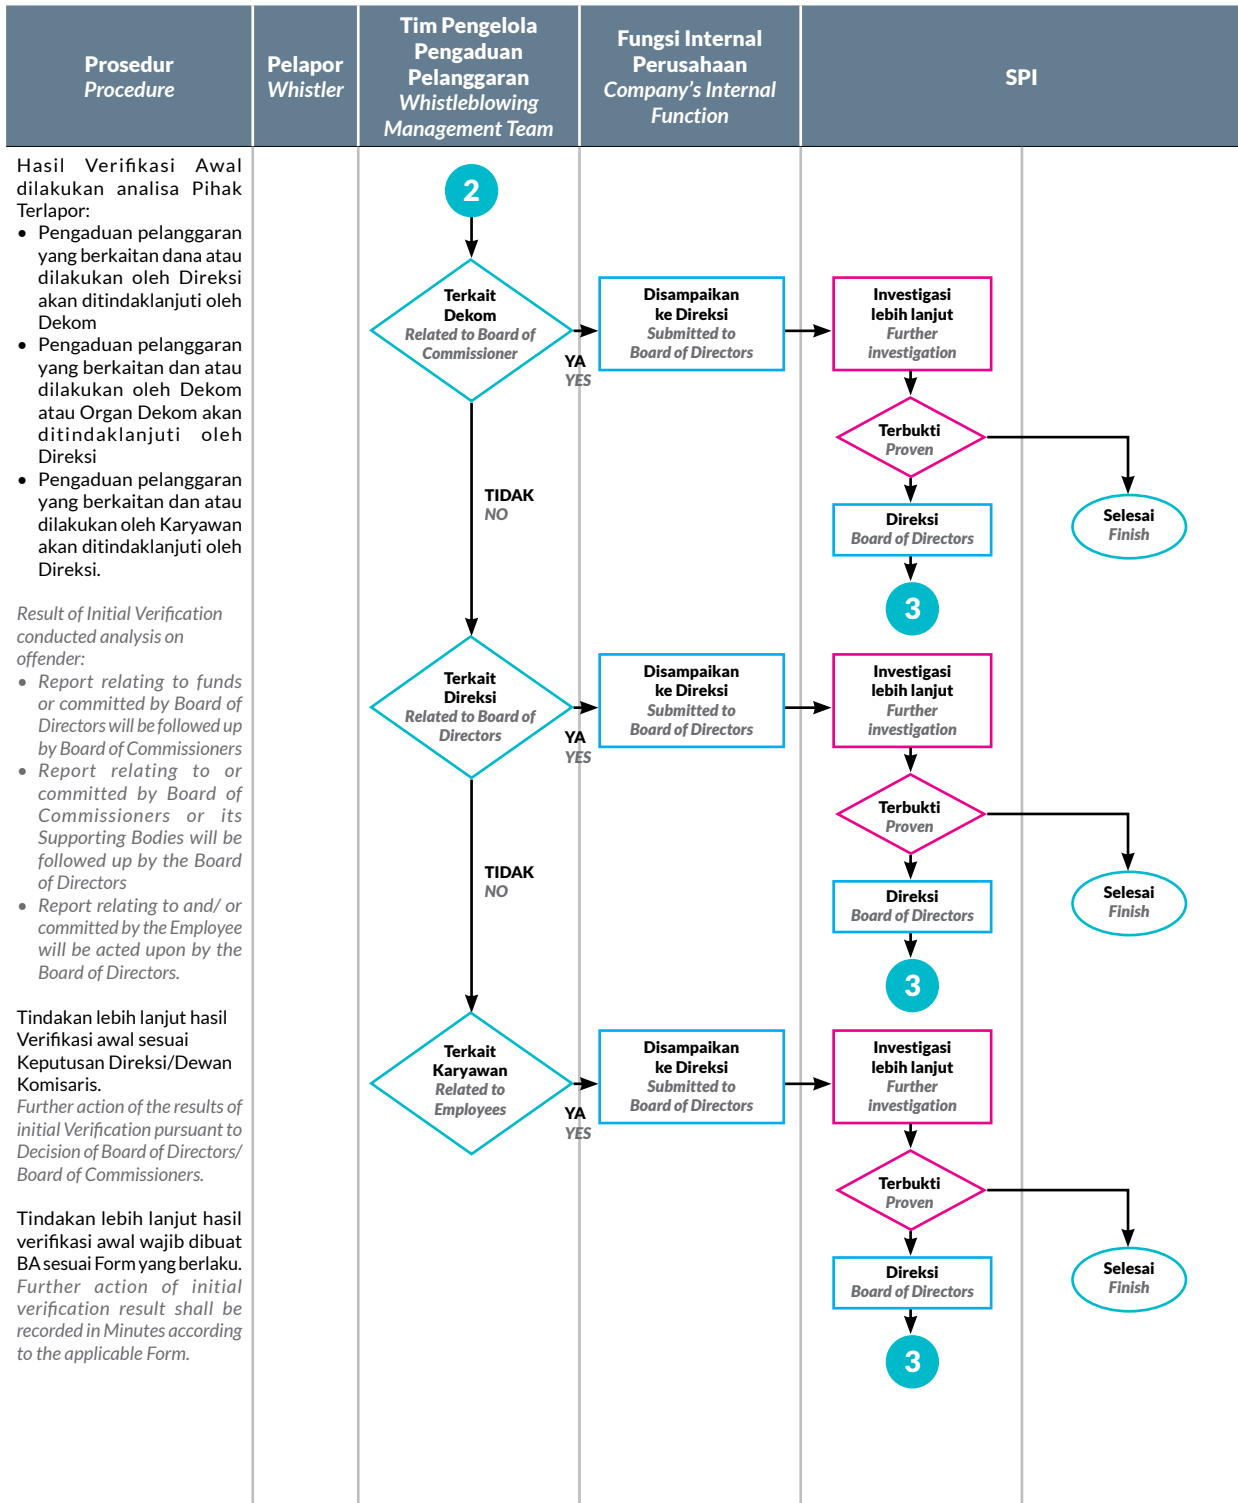 Prosedur
Procedure
Pelapor
Whistler
Tim Pengelola
Pengaduan
Pelanggaran
Whistleblowing
Management Team
Fungsi Internal
Perusahaan
Company's Internal
Function
SPI
Hasil Verifikasi Awal
dilakukan analisa Pihak
Terlapor:
• Pengaduan pelanggaran
yang berkaitan dana atau
dilakukan oleh Direksi
akan ditindaklanjuti oleh
Dekom
• Pengaduan pelanggaran
yang berkaitan dan atau
dilakukan oleh Dekom
atau Organ Dekom akan
ditindaklanjuti oleh
Direksi
• Pengaduan pelanggaran
yang berkaitan dan atau
dilakukan oleh Karyawan
akan ditindaklanjuti oleh
Direksi.
Result of Initial Verification
conducted analysis on
offender:
• Report relating to funds
or committed by Board of
Directors will be followed up
by Board of Commissioners
• Report relating to or
committed by Board of
Commissioners or its
Supporting Bodies will be
followed up by the Board
of Directors
• Report relating to and/ or
committed by the Employee
will be acted upon by the
Board of Directors.
Tindakan lebih lanjut hasil
Verifikasi awal sesuai
Keputusan Direksi/Dewan
Komisaris.
Further action of the results of
initial Verification pursuant to
Decision of Board of Directors/
Board of Commissioners.
Tindakan lebih lanjut hasil
verifikasi awal wajib dibuat
BA sesuai Form yang berlaku.
Further action of initial
verification result shall be
recorded in Minutes according
to the applicable Form.
2
Terkait
Dekom
Related to Board of
Commissioner
YA
YES
Disampaikan
ke Direksi
Submitted to
Board of Directors
Investigasi
lebih lanjut
Further
investigation
Terbukti
Proven
Direksi
Board of Directors
Selesai
Finish
3
TIDAK
NO
Terkait
Direksi
Related to Board of
Directors
YA
YES
Disampaikan
ke Direksi
Submitted to
Board of Directors
Investigasi
lebih lanjut
Further
investigation
Terbukti
Proven
Direksi
Board of Directors
Selesai
Finish
3
TIDAK
NO
Terkait
Karyawan
Related to
Employees
YA
YES
Disampaikan
ke Direksi
Submitted to
Board of Directors
Investigasi
lebih lanjut
Further
investigation
Terbukti
Proven
Direksi
Board of Directors
Selesai
Finish
3